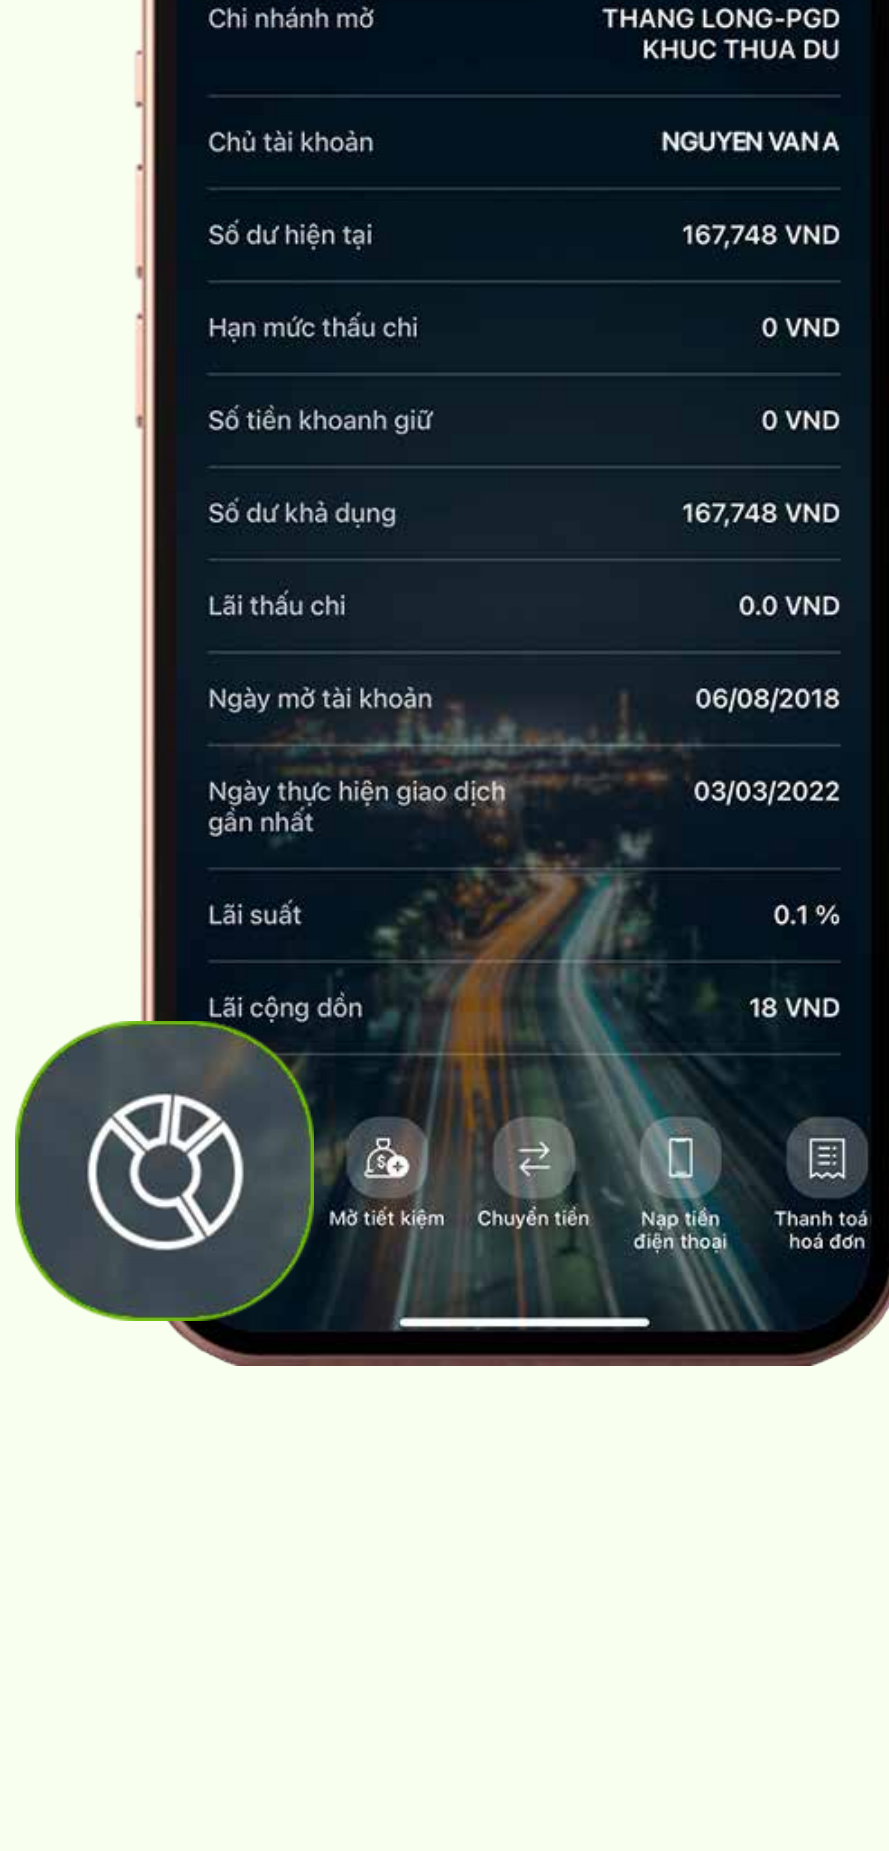 Chi nhánh mở
THANG LONG-PGD
KHUC THUA DU
Chủ tài khoản
NGUYEN VAN A
Số dư hiện tại
167,748 VND
Hạn mức thấu chi
0 VND
Số tiền khoanh giữ
0 VND
Số dư khả dụng
167,748 VND
Lãi thấu chi
0.0 VND
Ngày mở tài khoản
06/08/2018
Ngày thực hiện giao dịch
gần nhất
03/03/2022
Lãi suất
0.1 %
Lãi cộng dồn
18 VND
Mở tiết kiệm
Chuyển tiền
Nạp tiền
điện thoại
Thanh toá
hoá đơn